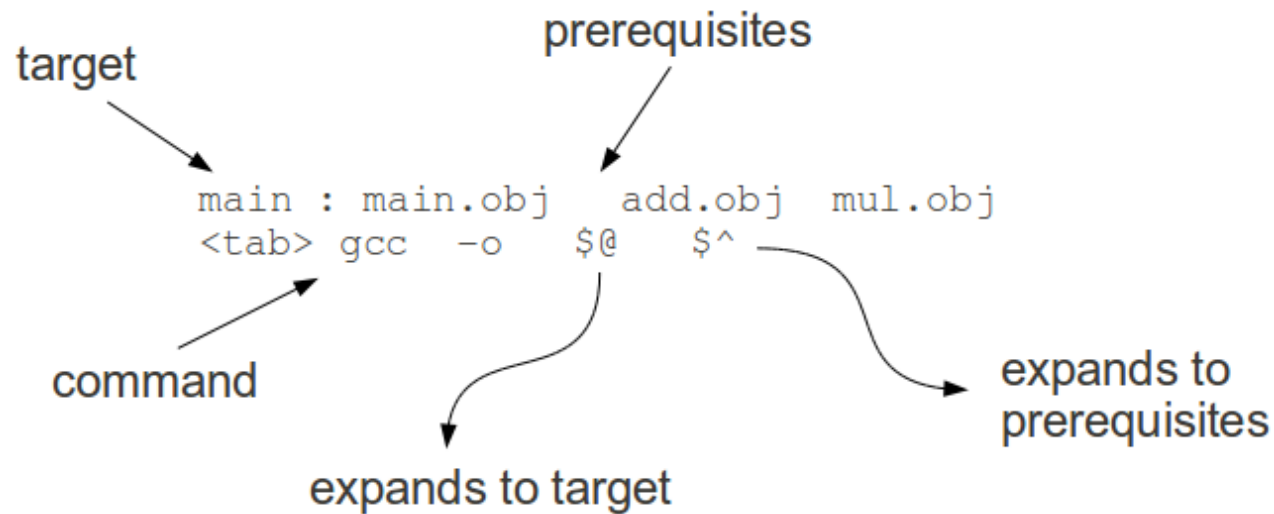 prerequisites
target
main : main.obj add.obj mul.obj
<tab> gcc -o $@ $^
command
expands to
prerequisites
expands to target